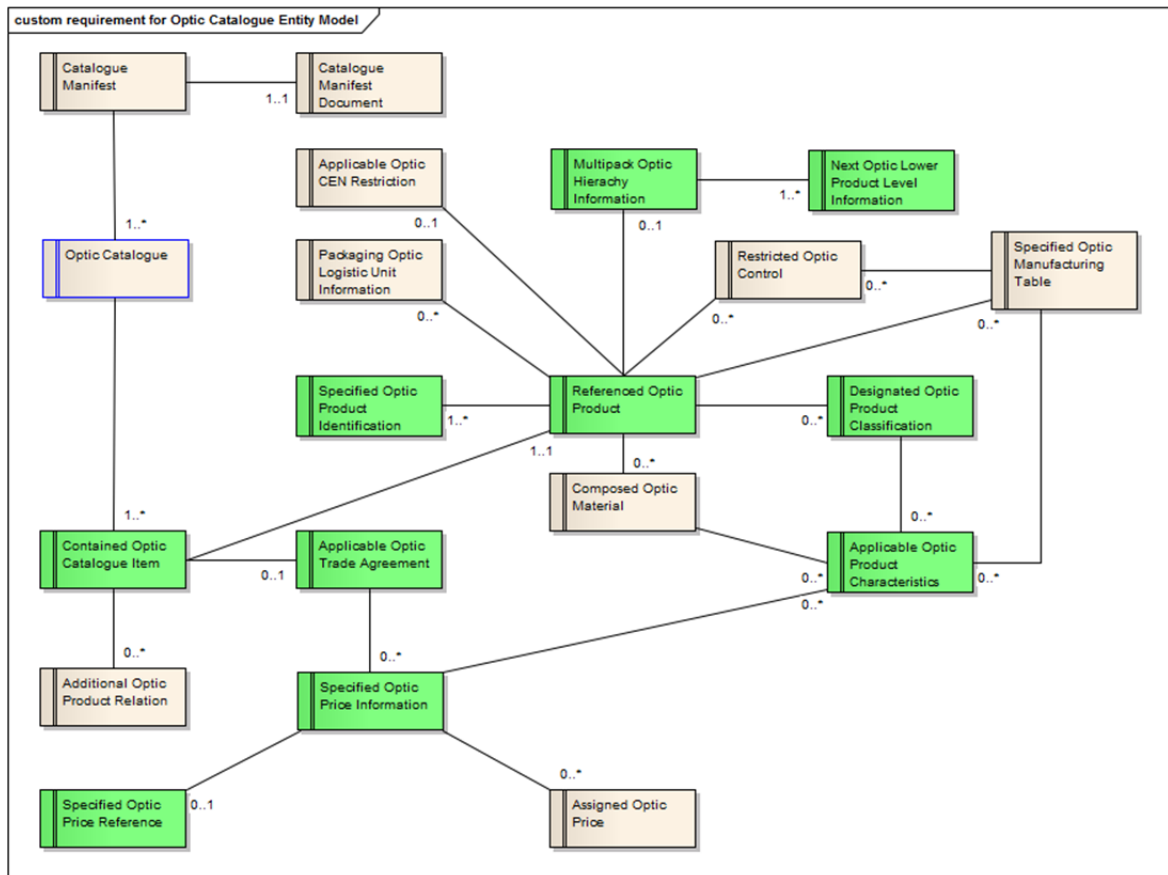 custom requirement for Optic Catalogue Entity Model
Catalogue
Manifest
1..1
Catalogue
Manifest
Document
Applicable Optic
CEN Restriction
0..1
Multipack Optic
Hierachy
Information
0..1
1..*
Next Optic Lower
Product Level
Information
1..*
Optic Catalogue
Packaging Optic
Logistic Unit
Information
0..*
Restricted Optic
Control
0..*
0..*
Specified Optic
Manufacturing
Table
0..*
Specified Optic
Product
Identification
1..*
Referenced Optic
Product
1..1
0..*
0..*
Designated Optic
Product
Classification
0..*
Composed Optic
Material
1..*
Contained Optic
Catalogue Item
0..1
Applicable Optic
Trade Agreement
0..*
0..*
Applicable Optic
Product
Characteristics
0..*
0..*
Additional Optic
Product Relation
0..*
Specified Optic
Price Information
Specified Optic
Price Reference
0..1
0..*
Assigned Optic
Price